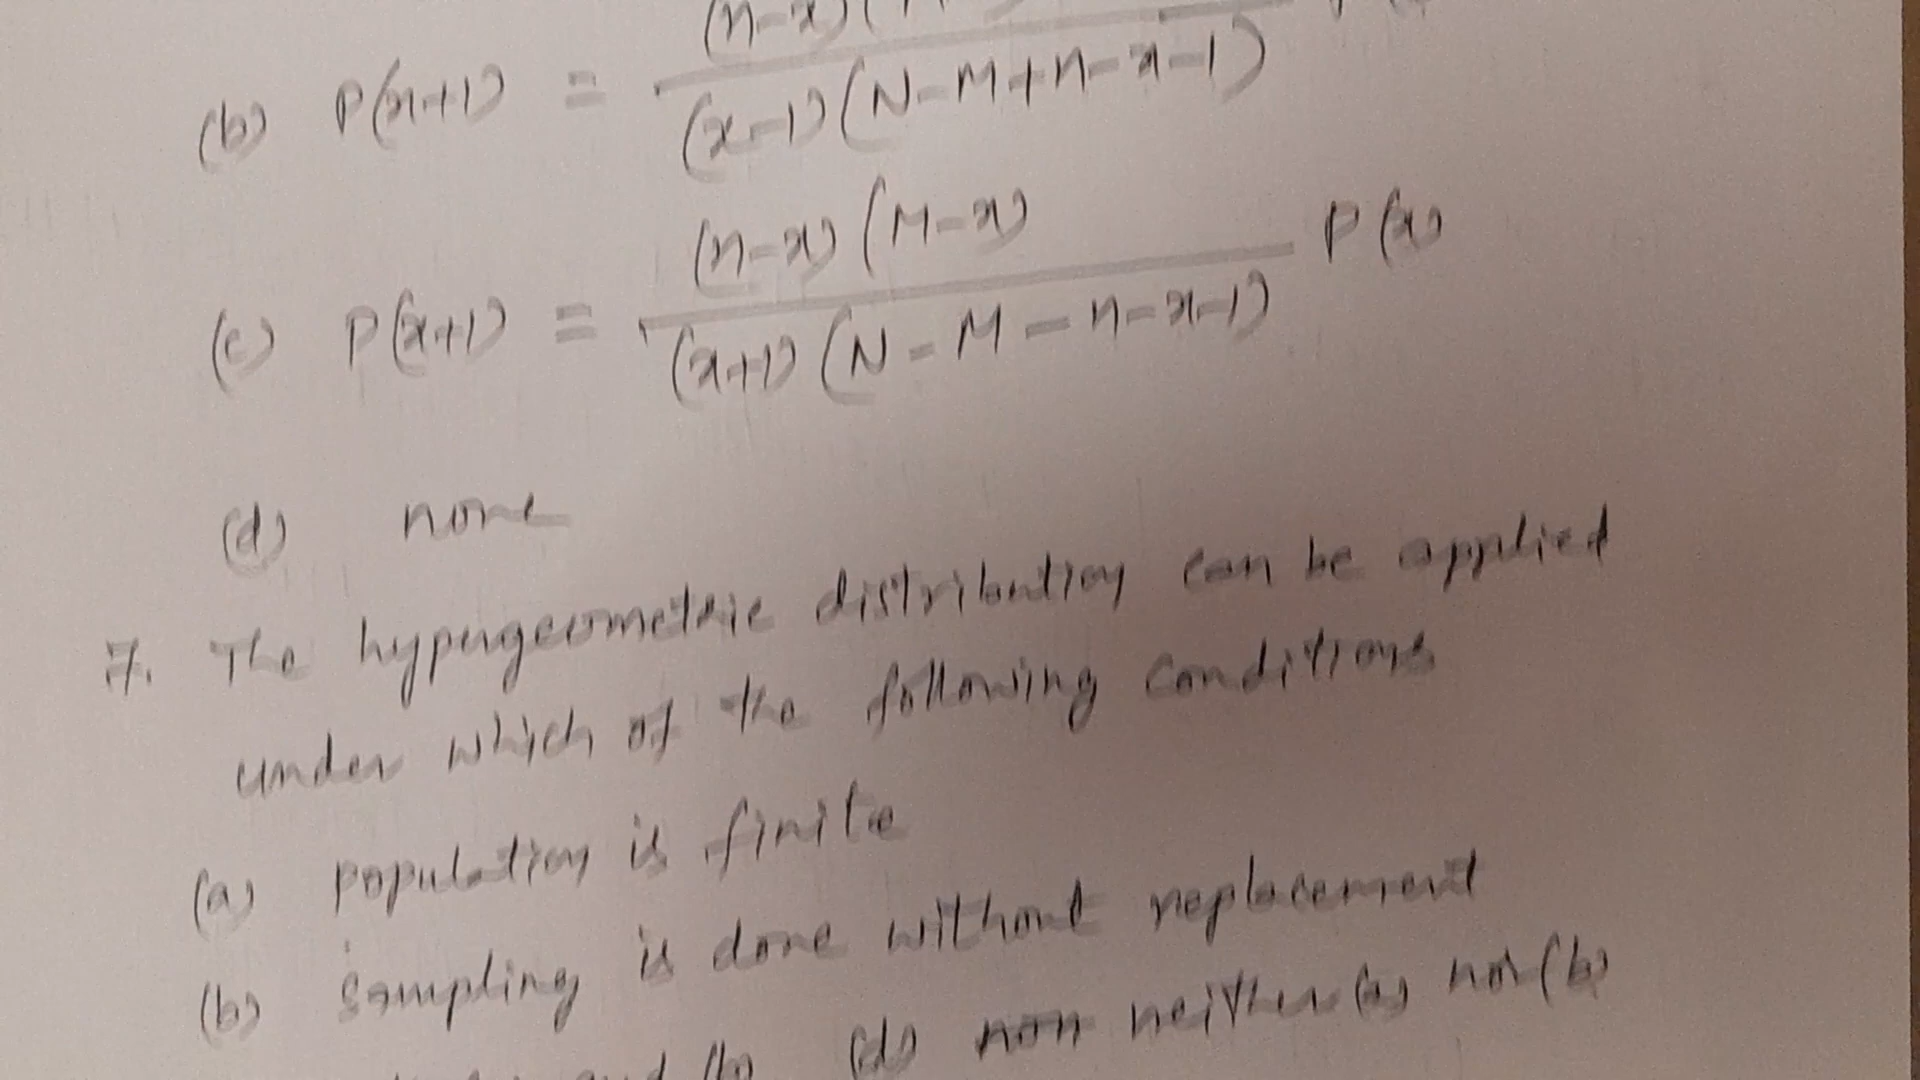 (n-x)(
(b) P(x+1) = (x-1)(N-M+n-x-1)
(n-x)(M-x)
(c) P(x+1) = P(x)
(x+1)(N-M-n-x-1)
(d) none
7. The hypergeometric distribution can be applied
under which of the following conditions
(a) population is finite
(b) sampling is done without replacement
and (b) (d) neither (a) nor (b)